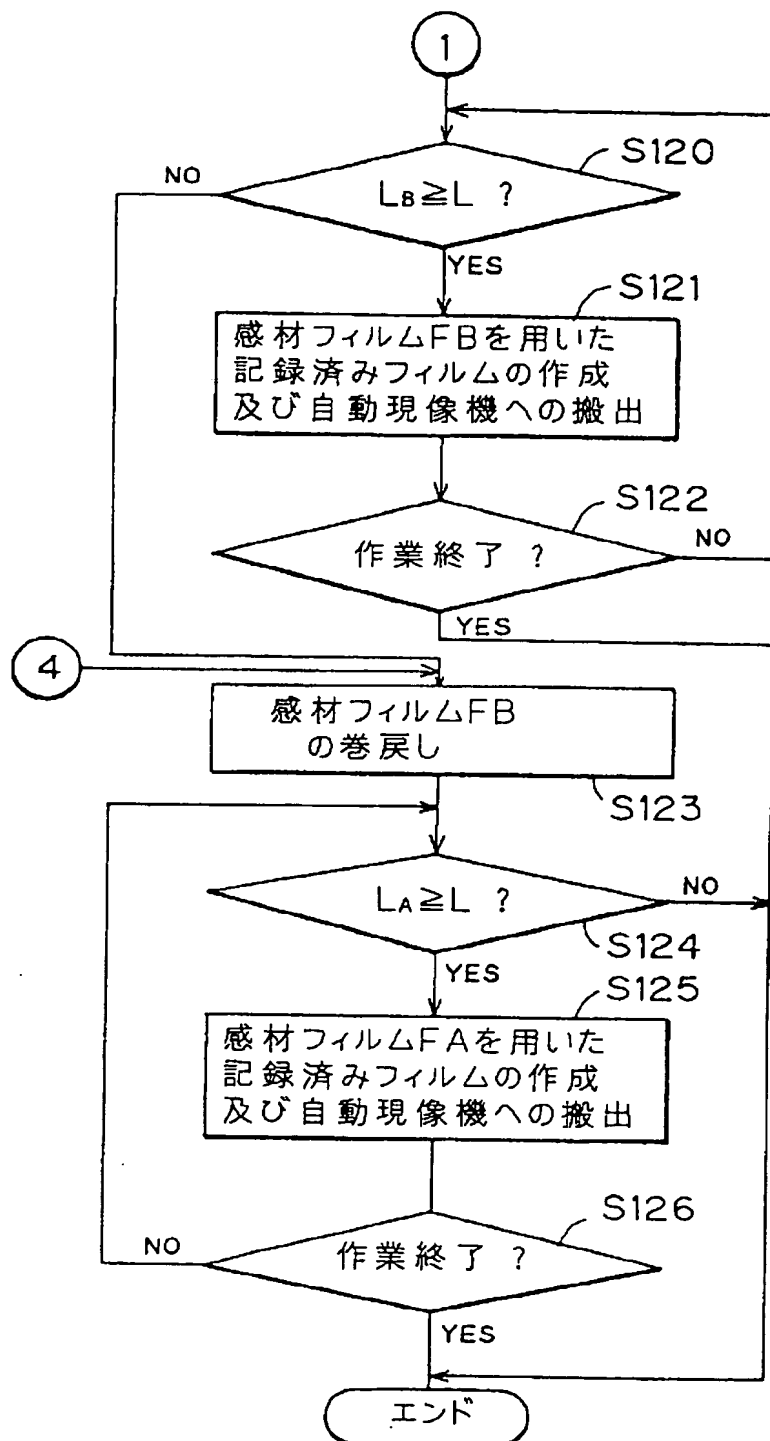 1
S120
NO
LB≧L ?
YES
S121
感材フィルムFBを用いた
記録済みフィルムの作成
及び自動現像機への搬出
S122
作業終了 ?
NO
YES
4
感材フィルムFB
の巻戻し
S123
LA≧L ?
NO
S124
YES
S125
感材フィルムFAを用いた
記録済みフィルムの作成
及び自動現像機への搬出
S126
NO
作業終了 ?
YES
エンド